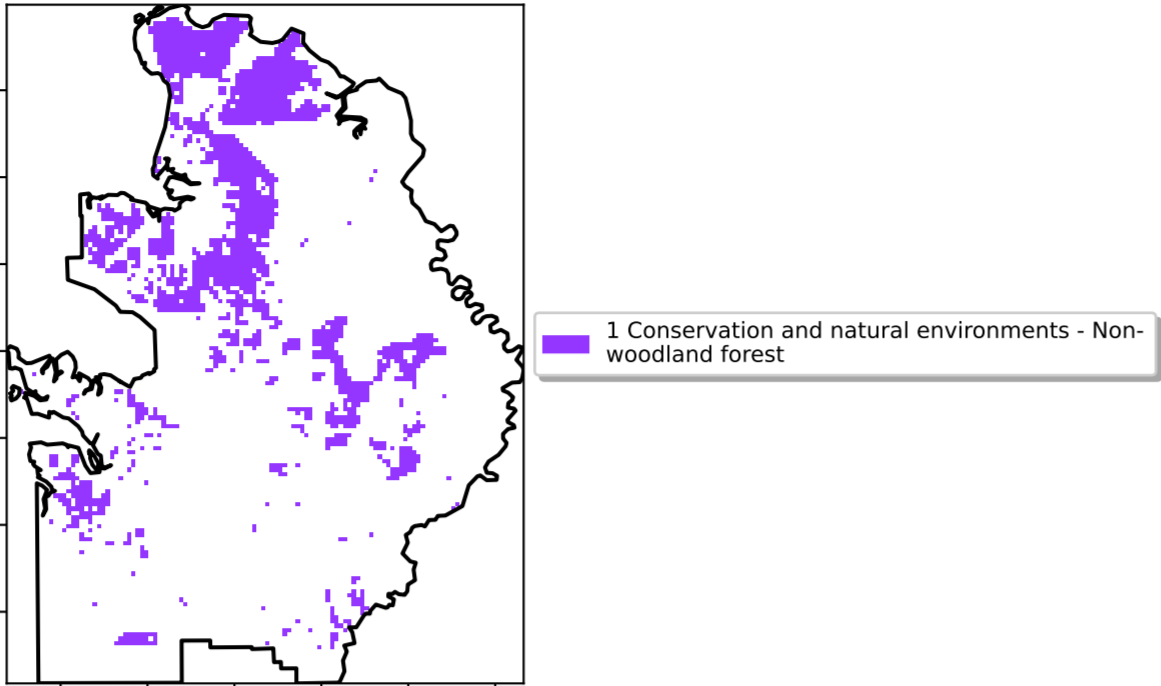 1 Conservation and natural environments - Non-
woodland forest